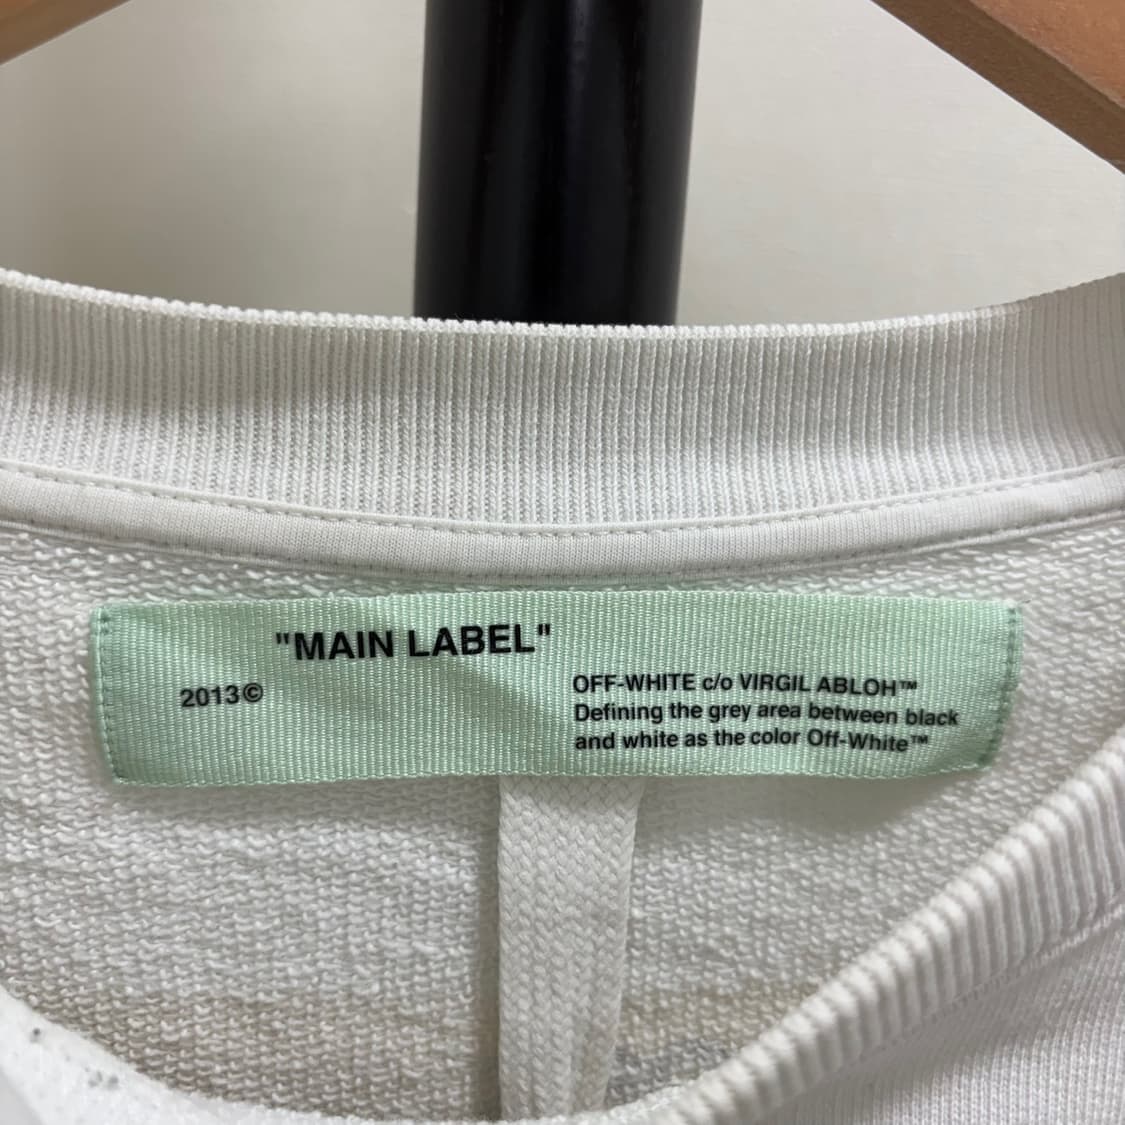 "MAIN LABEL"
2013©
OFF-WHITE c/o VIRGIL ABLOH™
Defining the grey area between black
and white as the color Off-White™